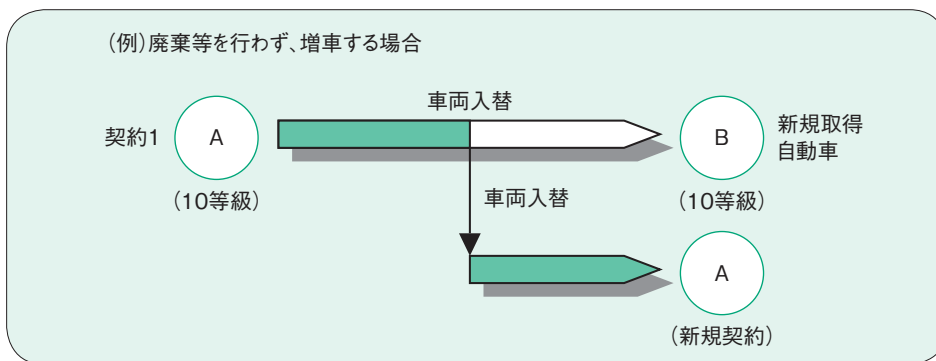 （例）廃棄等を行わず、増車する場合
車両入替
契約1
A
B
新規取得
自動車
（10等級）
車両入替
（10等級）
A
（新規契約）